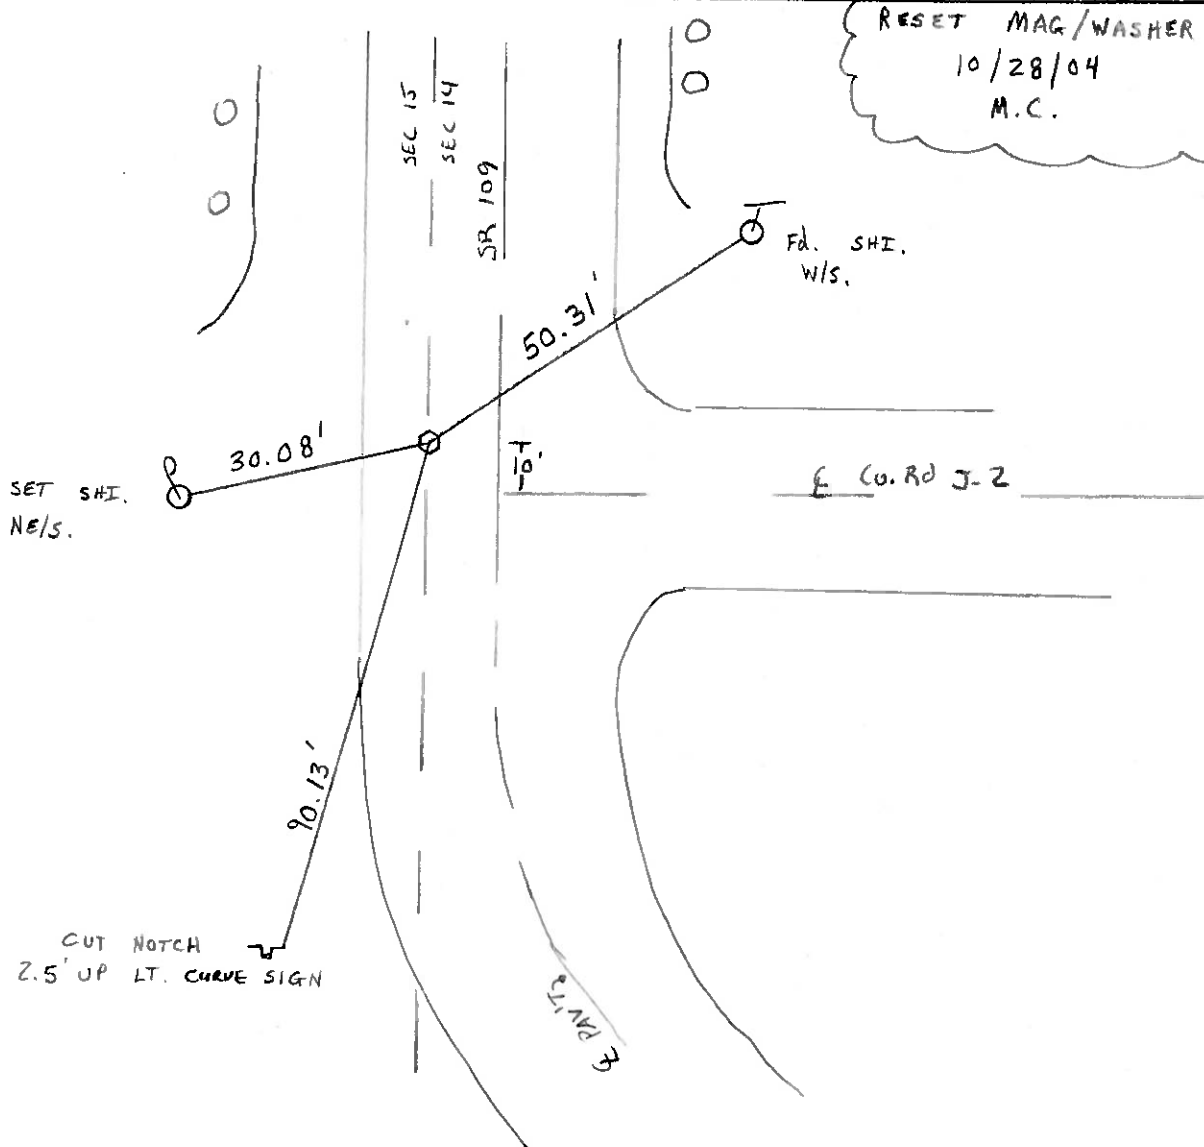 RESET MAG/WASHER
10/28/04
M.C.
SEC 15
SEC 14
SR 109
Fd. SHI.
W/S.
50.31'
30.08'
SET SHI.
NE/S.
10'
℄ Co. Rd J-2
90.13'
CUT NOTCH
2.5' UP LT. CURVE SIGN
℄ PAV'T